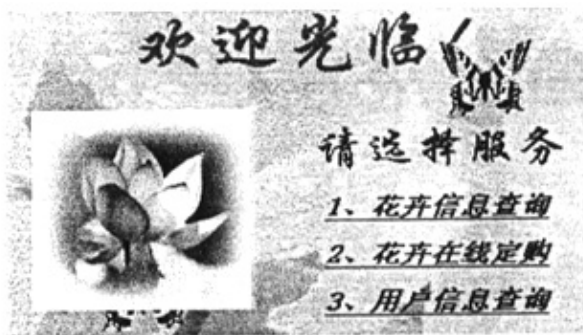 欢迎光临
请选择服务
1、花卉信息查询
2、花卉在线定购
3、用户信息查询